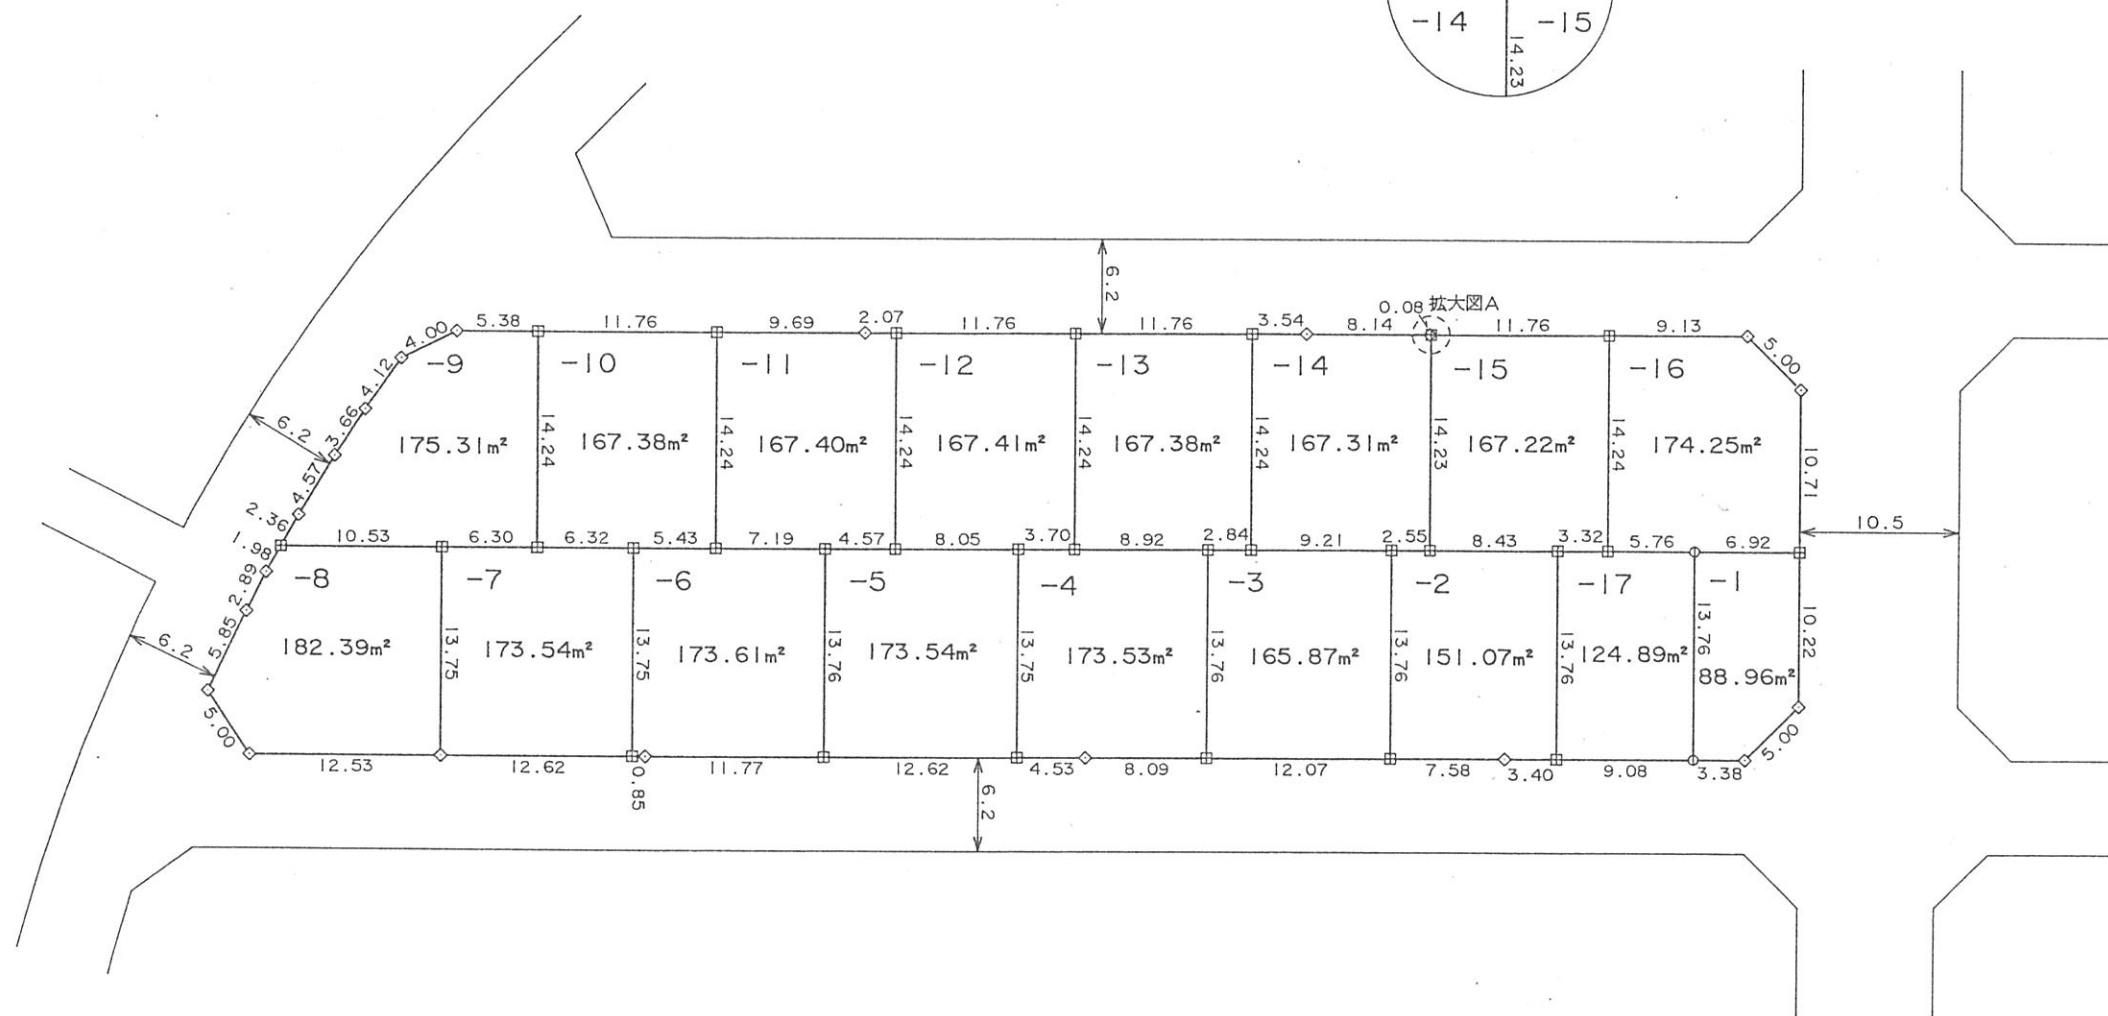 -14 -15
14.23
6.2
0.08 拡大図A
4.00 5.38 11.76 9.69 2.07 11.76 11.76 3.54 8.14 11.76 9.13 5.00
-9 -10 -11 -12 -13 -14 -15 -16
4.12
3.66
6.2
4.57
2.36
175.31m² 167.38m² 167.40m² 167.41m² 167.38m² 167.31m² 167.22m² 174.25m²
14.24 14.24 14.24 14.24 14.24 14.23 14.24 10.71
10.5
1.98 10.53 6.30 6.32 5.43 7.19 4.57 8.05 3.70 8.92 2.84 9.21 2.55 8.43 3.32 5.76 6.92
-8 -7 -6 -5 -4 -3 -2 -17 -1
2.89
5.85
6.2
182.39m² 173.54m² 173.61m² 173.54m² 173.53m² 165.87m² 151.07m² 124.89m² 88.96m²
13.75 13.75 13.76 13.75 13.76 13.76 13.76 13.76 10.22
5.00 12.53 12.62 0.85 11.77 12.62 4.53 8.09 12.07 7.58 3.40 9.08 3.38 5.00
6.2